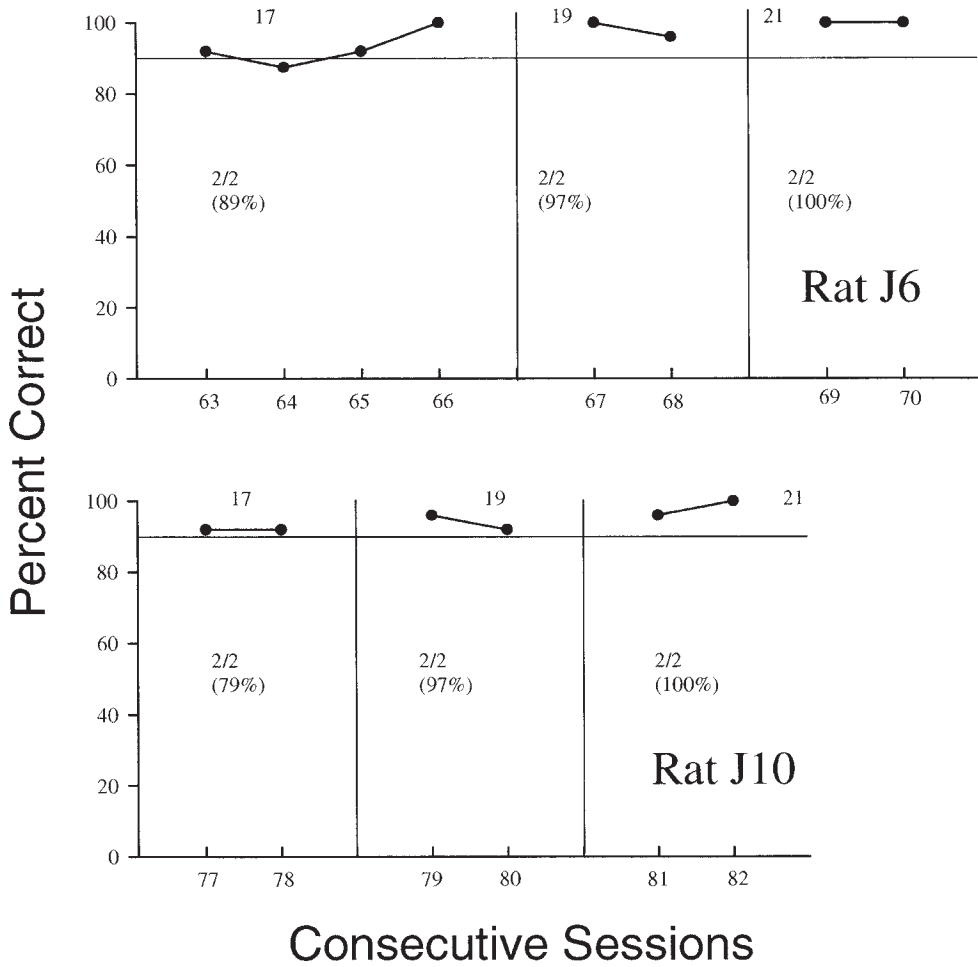 Percent Correct
100 17 19 21
80
60
2/2 2/2 2/2
(89%) (97%) (100%)
40
Rat J6
20
0
63 64 65 66 67 68 69 70
100 17 19 21
80
60
2/2 2/2 2/2
(79%) (97%) (100%)
40
Rat J10
20
0
77 78 79 80 81 82
Consecutive Sessions